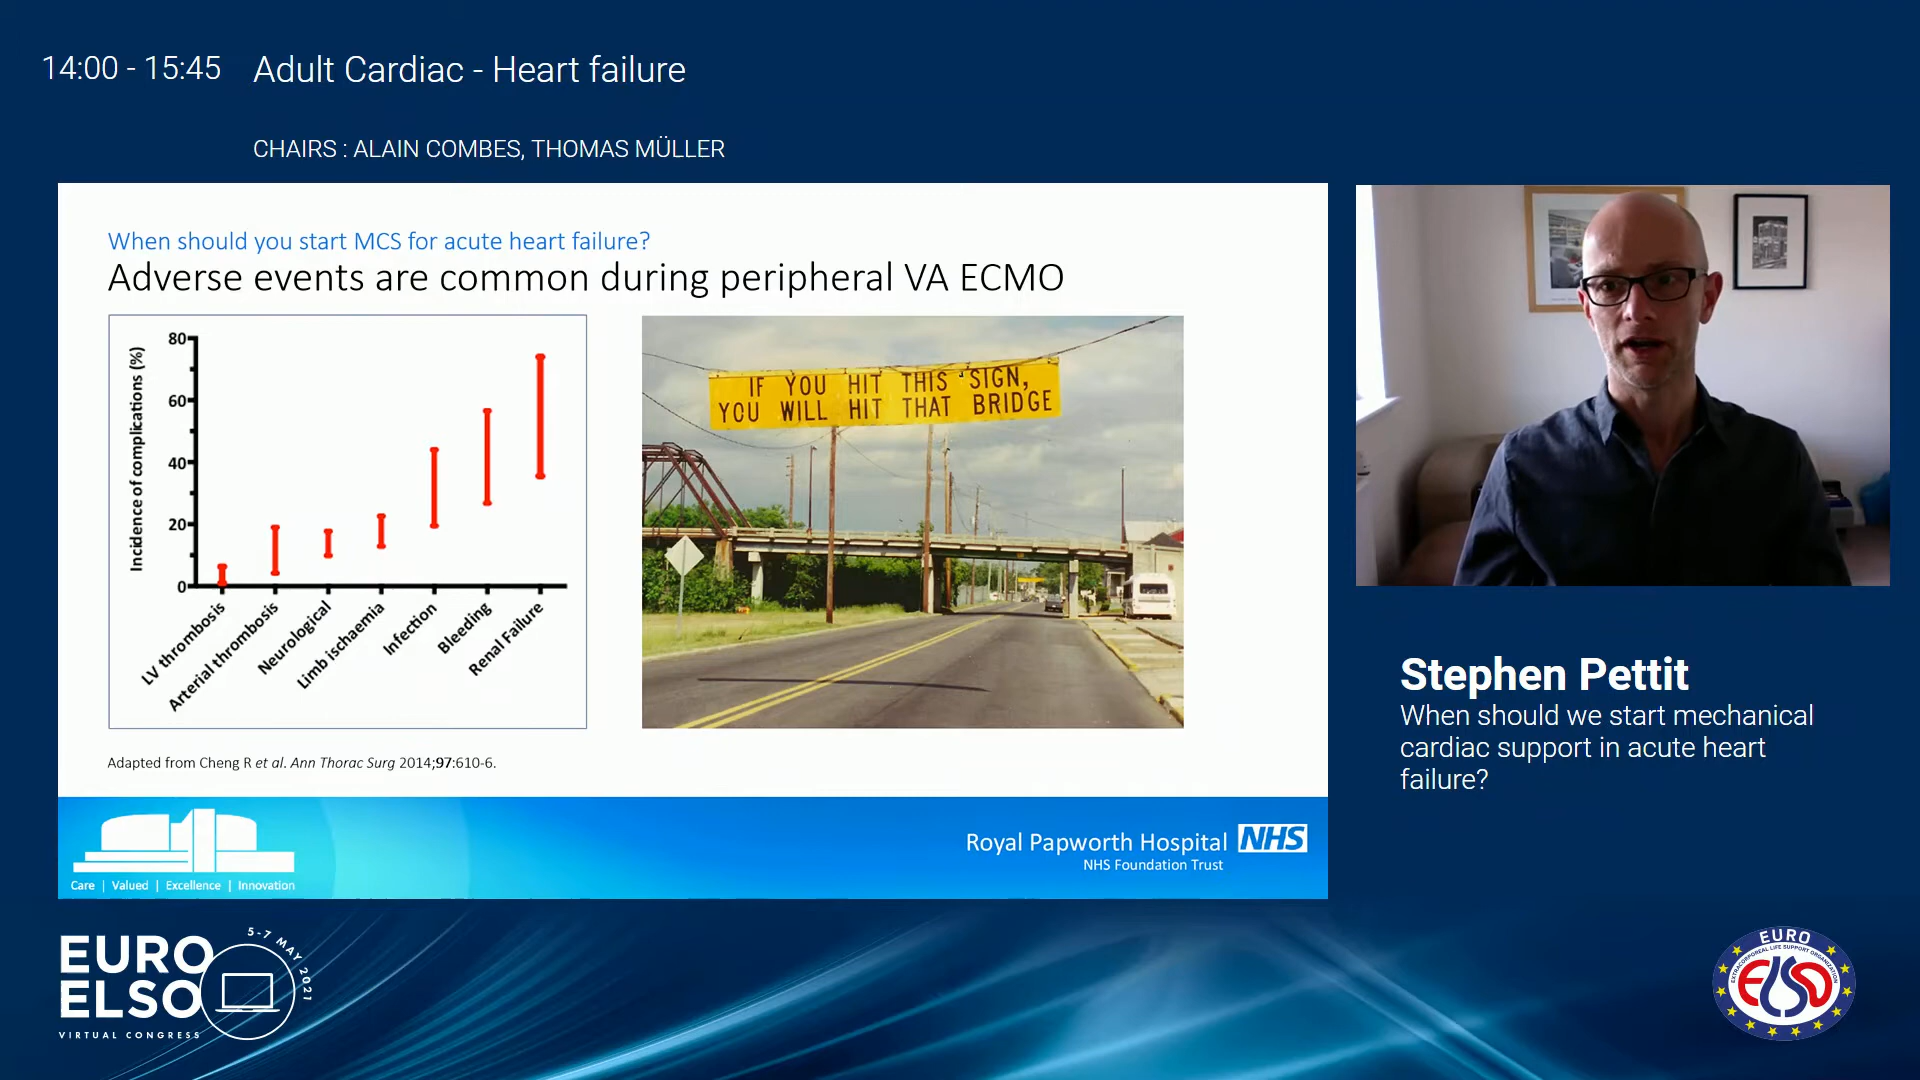 14:00 - 15:45 Adult Cardiac - Heart failure
CHAIRS : ALAIN COMBES, THOMAS MÜLLER
When should you start MCS for acute heart failure?
Adverse events are common during peripheral VA ECMO
Incidence of complications (%)
80
60
40
20
0
LV thrombosis
Arterial thrombosis
Neurological
Limb ischaemia
Infection
Bleeding
Renal Failure
IF YOU HIT THIS SIGN,
YOU WILL HIT THAT BRIDGE
Adapted from Cheng R et al. Ann Thorac Surg 2014;97:610-6.
Care | Valued | Excellence | Innovation
Royal Papworth Hospital NHS
NHS Foundation Trust
Stephen Pettit
When should we start mechanical
cardiac support in acute heart
failure?
EURO
ELSO
VIRTUAL CONGRESS
5-7 MAY 2021
EURO
EXTRACORPOREAL LIFE SUPPORT ORGANIZATION
ELSO